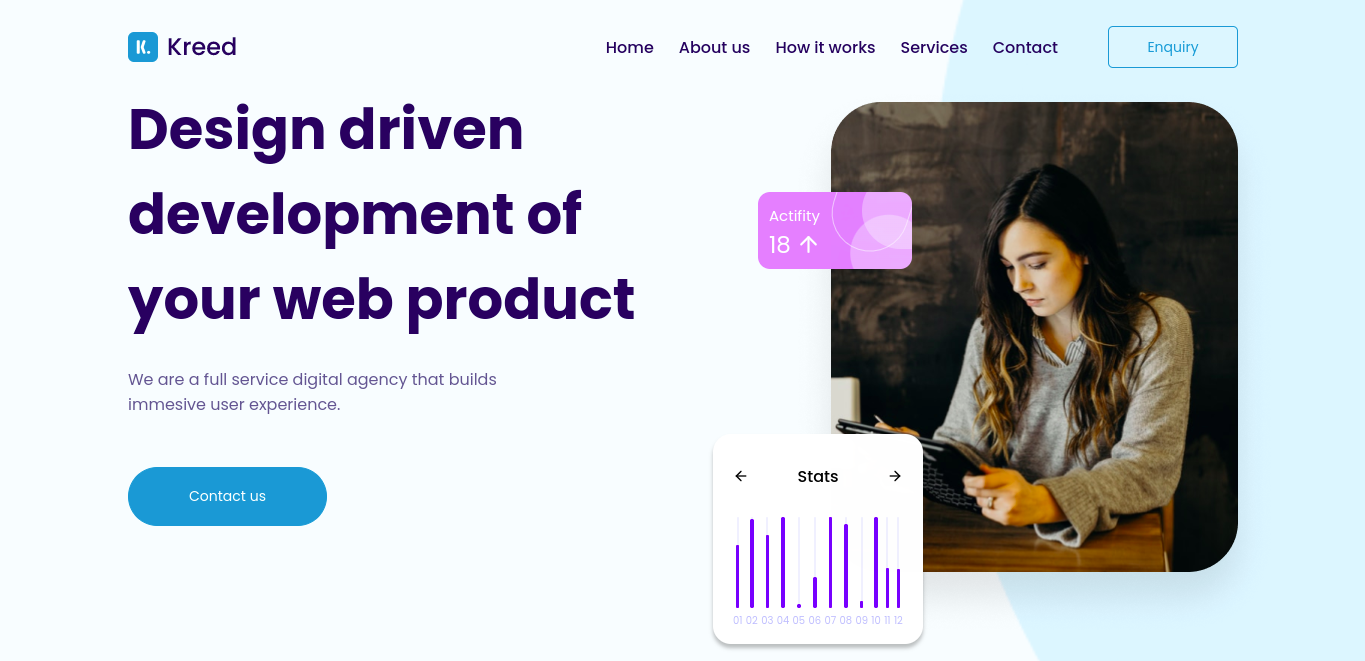 K. Kreed
Home About us How it works Services Contact Enquiry
Design driven
development of
your web product
We are a full service digital agency that builds
immesive user experience.
Contact us
Actifity
18 ↑
← Stats →
01 02 03 04 05 06 07 08 09 10 11 12